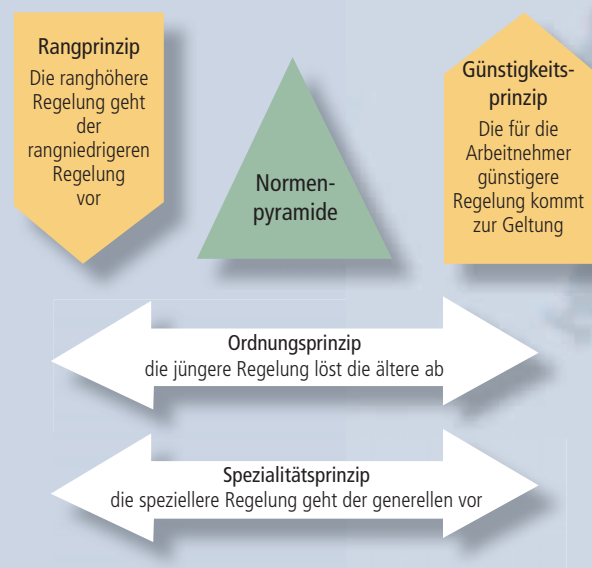 Rangprinzip
Die ranghöhere
Regelung geht
der
rangniedrigeren
Regelung
vor
Normen-
pyramide
Günstigkeits-
prinzip
Die für die
Arbeitnehmer
günstigere
Regelung kommt
zur Geltung
Ordnungsprinzip
die jüngere Regelung löst die ältere ab
Spezialitätsprinzip
die speziellere Regelung geht der generellen vor